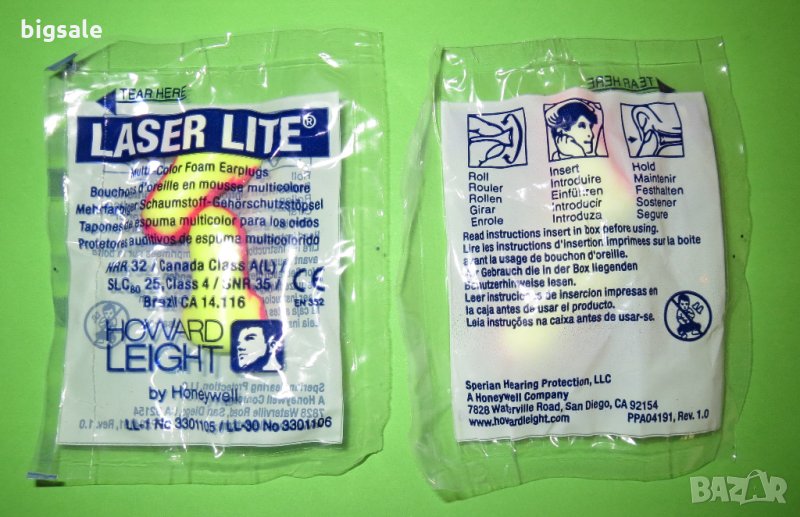 bigsale
TEAR HERE
LASER LITE®
Multi-Color Foam Earplugs
Bouchons d'oreille en mousse multicolore
Mehrfarbiger Schaumstoff-Gehörschutzstöpsel
Tapones de espuma multicolor para los oidos
Protetores auditivos de espuma multicolorido
NRR 32 / Canada Class A(L) /
SLC80 25, Class 4 / SNR 35 / CE
Brazil CA 14.116 EN 352
HOWARD
LEIGHT
by Honeywell
LL-1 No 3301105 / LL-30 No 3301106
TEAR HERE
Roll
Rouler
Rollen
Girar
Enrole
Insert
Introduire
Einführen
Introducir
Introduza
Hold
Maintenir
Festhalten
Sostener
Segure
Read instructions insert in box before using.
Lire les instructions d'insertion imprimees sur la boite
avant la usage de bouchon d'oreille.
Vor Gebrauch die in der Box liegenden
Benutzerhinweise lesen.
Leer instrucciones de insercion impresas en
la caja antes de usar el producto.
Leia instruções na caixa antes de usar-se.
Sperian Hearing Protection, LLC
A Honeywell Company
7828 Waterville Road, San Diego, CA 92154
www.howardleight.com PPA04191, Rev. 1.0
BAZAR